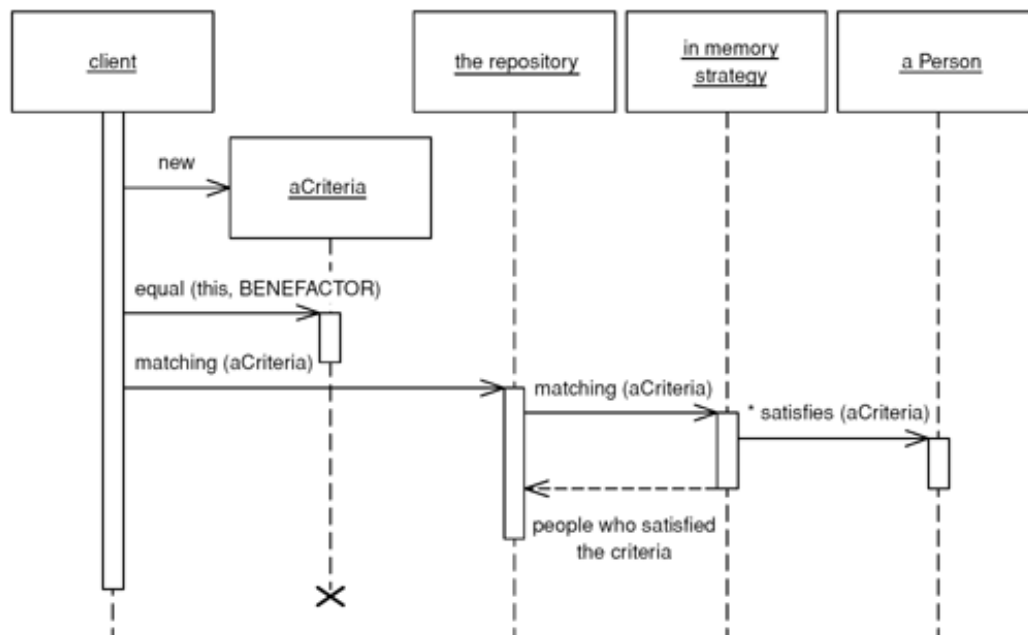 client
the repository
in memory
strategy
a Person
new
aCriteria
equal (this, BENEFACTOR)
matching (aCriteria)
matching (aCriteria)
* satisfies (aCriteria)
people who satisfied
the criteria